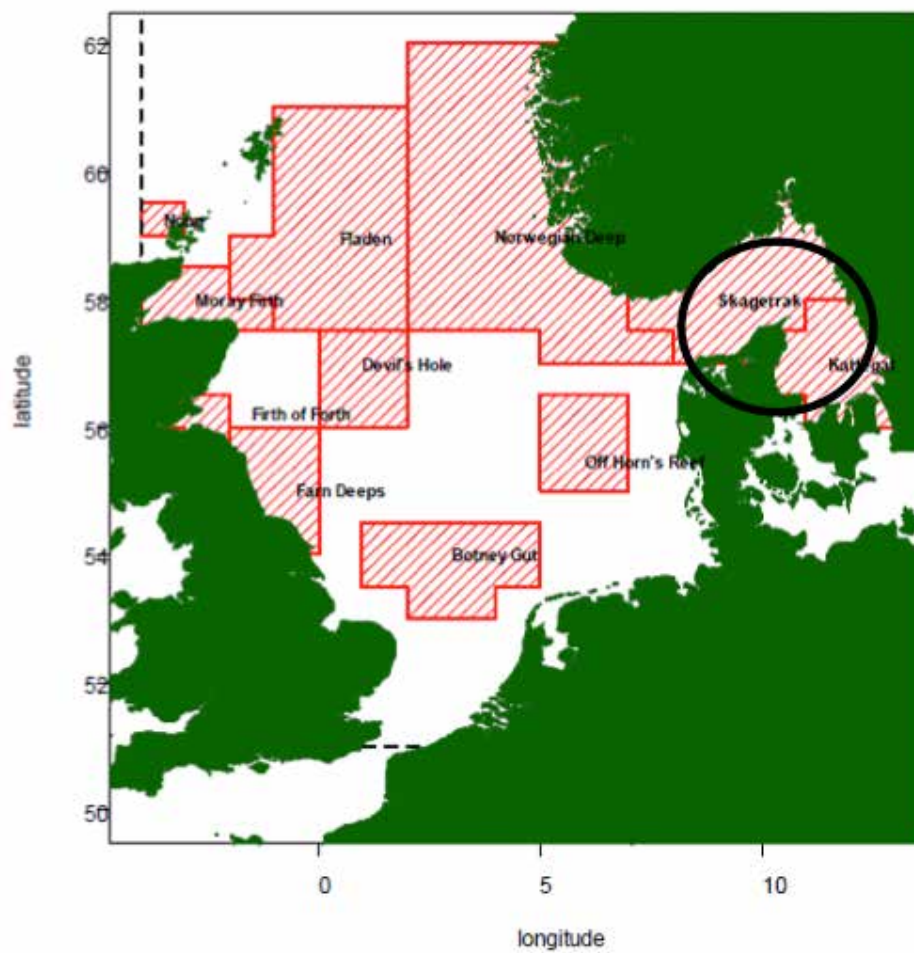 62
60
58
56
54
52
50
latitude
Noup
Fladen
Norwegian Deep
Moray Firth
Skagerrak
Devil's Hole
Kattegat
Firth of Forth
Off Horn's Reef
Farn Deeps
Botney Gut
0
5
10
longitude